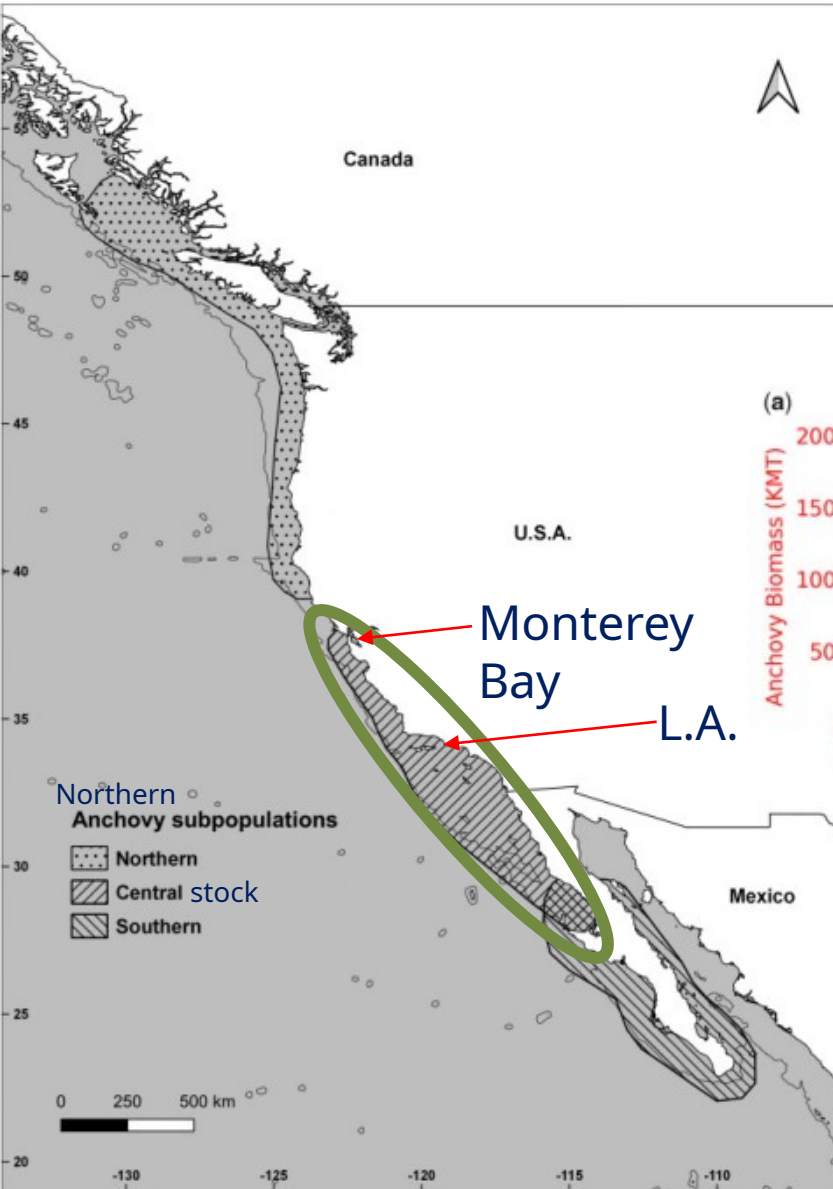 55
Canada
50
(a)
45
200
Anchovy Biomass (KMT)
150
U.S.A.
100
40
Monterey
Bay
50
35
L.A.
Northern
Anchovy subpopulations
Northern
30
Central stock
Mexico
Southern
25
0 250 500 km
20
-130 -125 -120 -115 -110